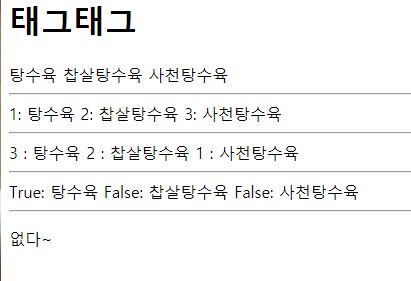 태그태그
탕수육 찹살탕수육 사천탕수육
1: 탕수육 2: 찹살탕수육 3: 사천탕수육
3 : 탕수육 2 : 찹살탕수육 1 : 사천탕수육
True: 탕수육 False: 찹살탕수육 False: 사천탕수육
없다~